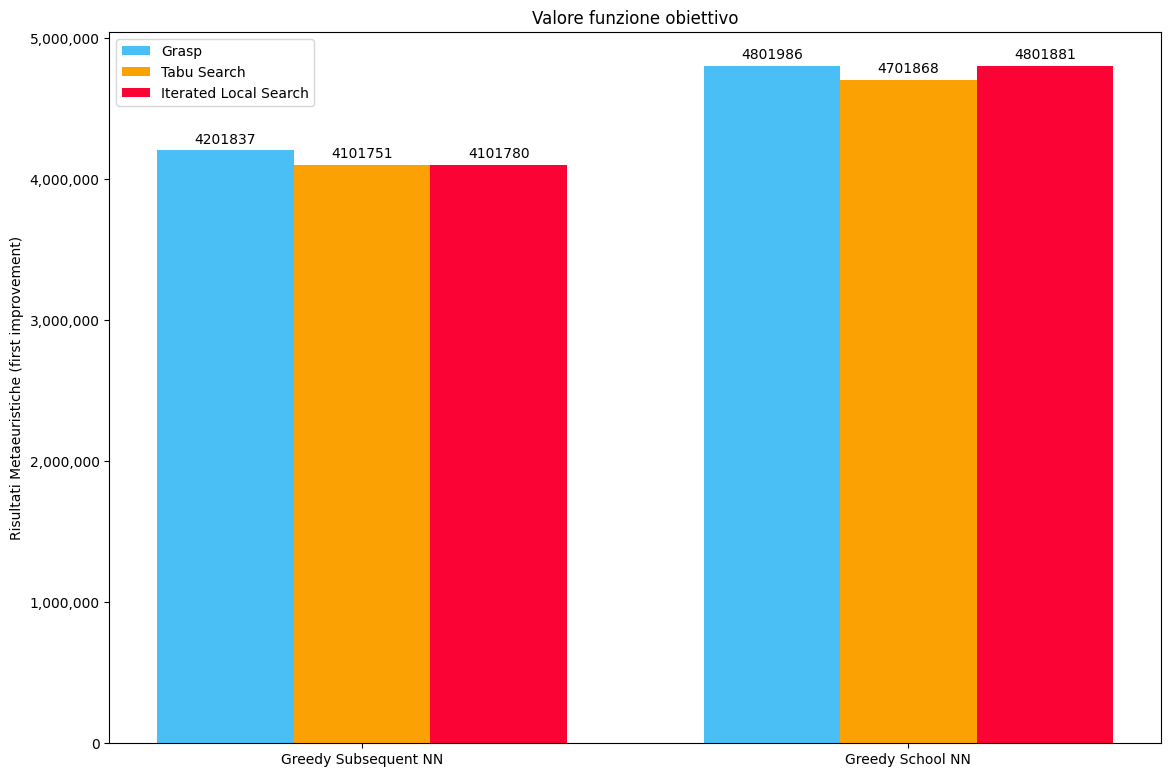 Valore funzione obiettivo
Grasp
Tabu Search
Iterated Local Search
Risultati Metaeuristiche (first improvement)
5,000,000
4,000,000
3,000,000
2,000,000
1,000,000
0
4201837
4101751
4101780
4801986
4701868
4801881
Greedy Subsequent NN
Greedy School NN